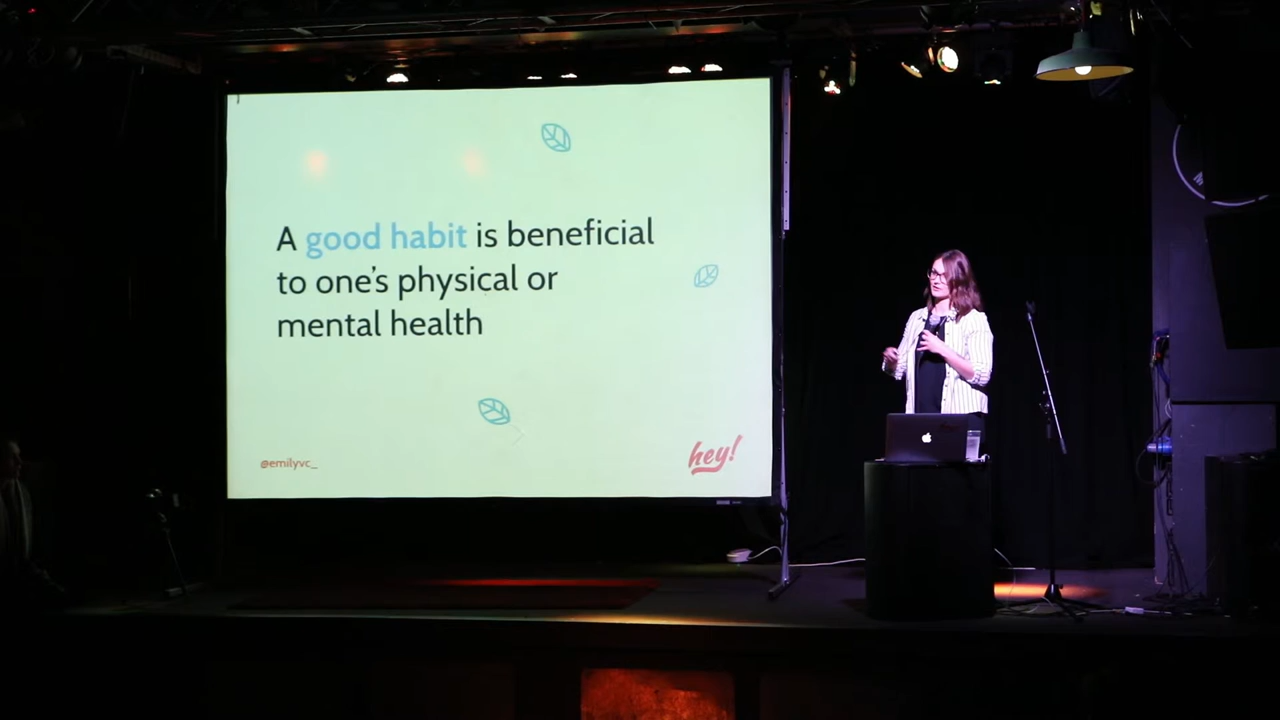 A good habit is beneficial
to one's physical or
mental health
@emilyvc_
hey!